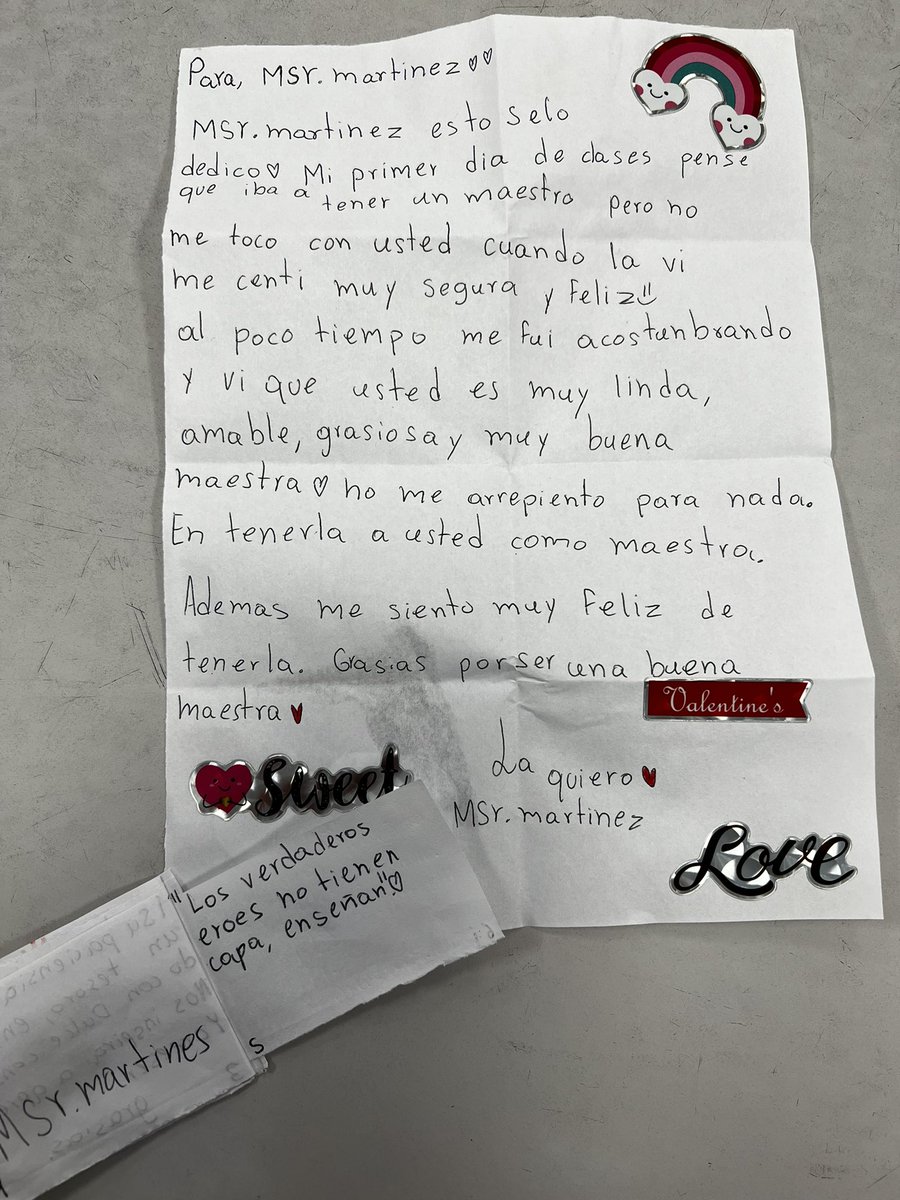 Para, MSr. martinez♡♡
MSr. martinez esto selo
dedico♡ Mi primer dia de clases pense
que iba a tener un maestro pero no
me toco con usted cuando la vi
me centi muy segura y feliz
al poco tiempo me fui acostunbrando
y vi que usted es muy linda,
amable, grasiosa y muy buena
maestra♡ no me arrepiento para nada.
En tenerla a usted como maestra.
Ademas me siento muy feliz de
tenerla. Grasias por ser una buena
maestra♥
Valentine's
La quiero♥
MSr. martinez
Sweet
Love
"Los verdaderos
eroes no tienen
capa, enseñan"♡
MSr. martines